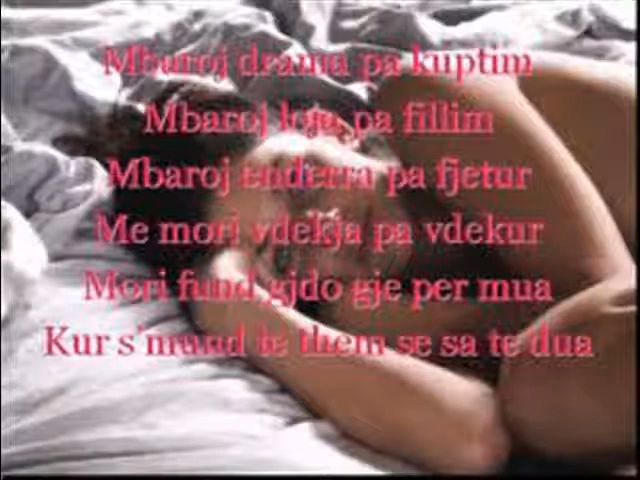 Mbaroj drama pa kuptim
Mbaroj loja pa fillim
Mbaroj enderra pa fjetur
Me mori vdekja pa vdekur
Mori fund gjdo gje per mua
Kur s'mund te them se sa te dua